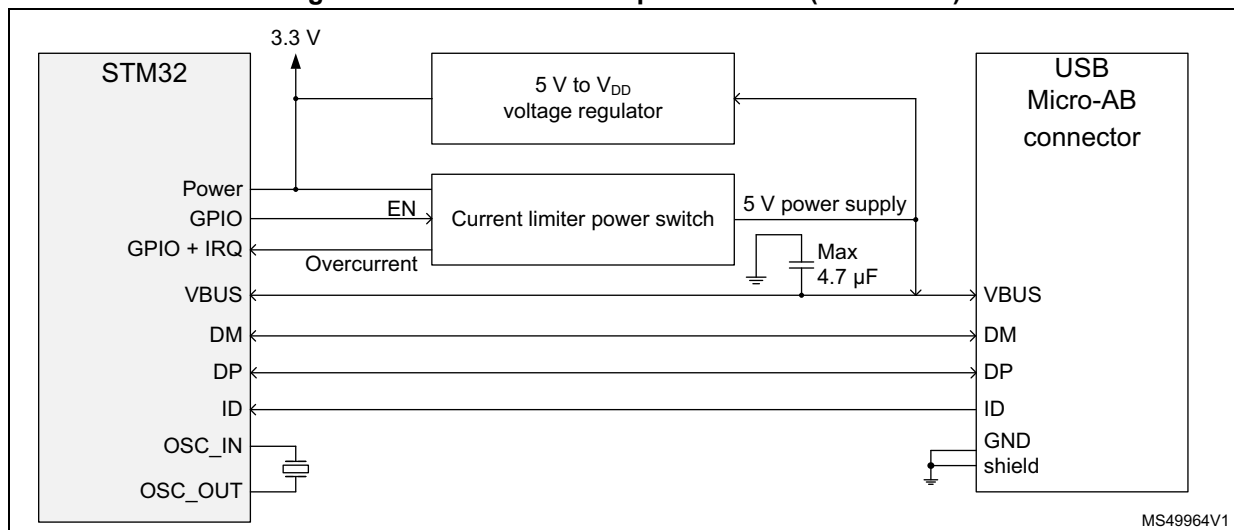 3.3 V
STM32
5 V to VDD
voltage regulator
USB
Micro-AB
connector
Power
GPIO
EN
Current limiter power switch
5 V power supply
GPIO + IRQ
Overcurrent
Max
4.7 µF
VBUS
VBUS
DM
DM
DP
DP
ID
ID
OSC_IN
GND
shield
OSC_OUT
MS49964V1